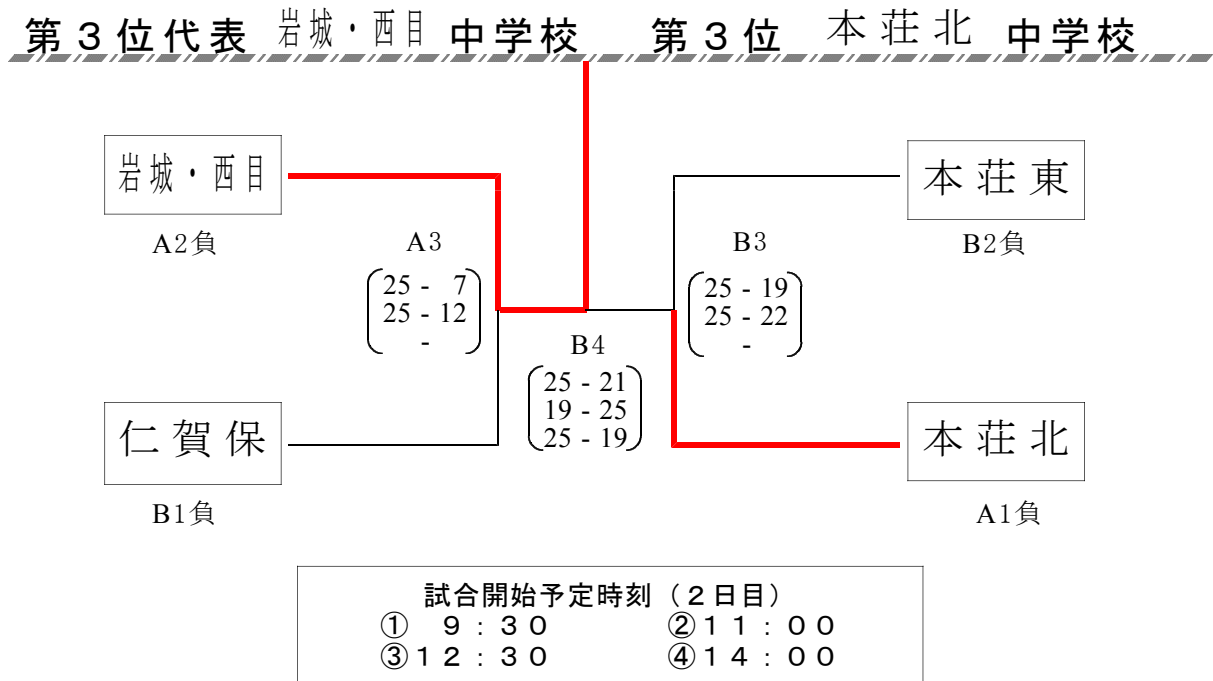 第３位代表 岩城・西目 中学校 第３位 本荘北 中学校
岩城・西目
本荘東
A2負
B2負
A3
25 - 7
25 - 12
-
B3
25 - 19
25 - 22
-
B4
25 - 21
19 - 25
25 - 19
仁賀保
本荘北
B1負
A1負
試合開始予定時刻（２日目）
① ９：３０ ②１１：００
③１２：３０ ④１４：００